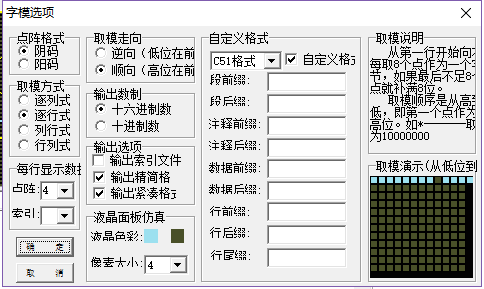 字模选项
点阵格式
阴码
阳码
取模方式
逐列式
逐行式
列行式
行列式
每行显示数据
点阵: 4
索引:
确 定
取 消
取模走向
逆向(低位在前
顺向(高位在前
输出数制
十六进制数
十进制数
输出选项
输出索引文件
输出精简格
输出紧凑格式
液晶面板仿真
液晶色彩:
像素大小: 4
自定义格式
C51格式
自定义格式
段前缀:
段后缀:
注释前缀:
注释后缀:
数据前缀:
数据后缀:
行前缀:
行后缀:
行尾缀:
取模说明
从第一行开始向
每取8个点作为一个字
节，如果最后不足8个
点就补满8位。
取模顺序是从高到
低，即第一个点作为最
高位。如*-------取
为10000000
取模演示(从低位到